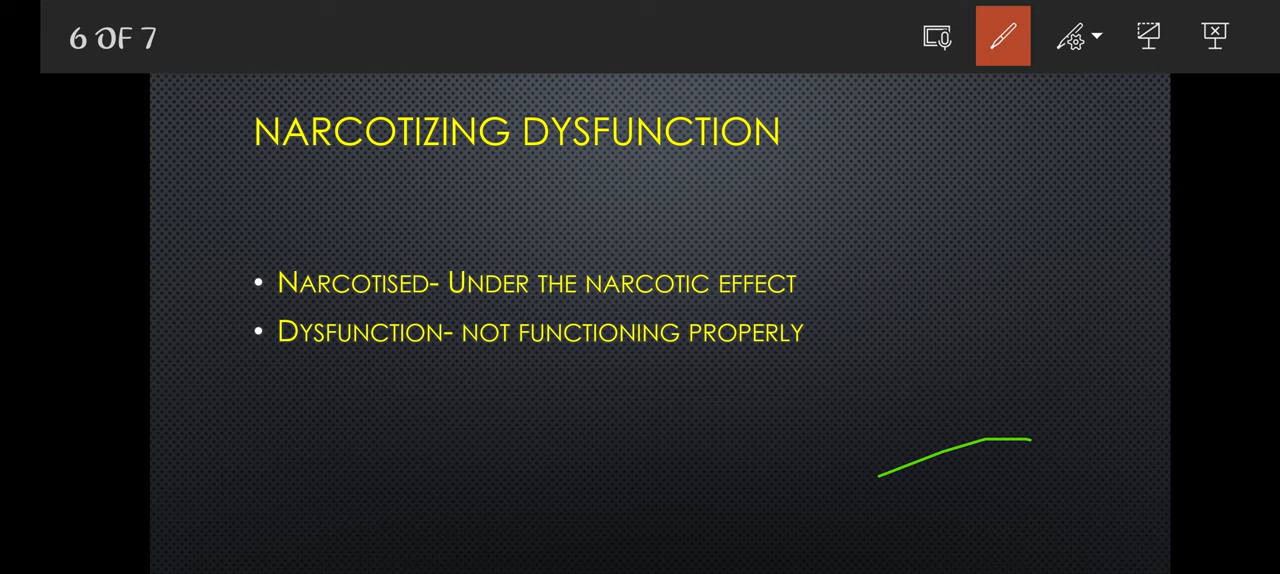 6 OF 7
NARCOTIZING DYSFUNCTION
• NARCOTISED- UNDER THE NARCOTIC EFFECT
• DYSFUNCTION- NOT FUNCTIONING PROPERLY